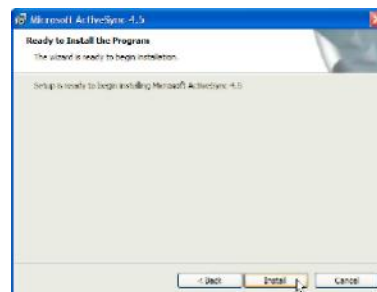 Microsoft ActiveSync 4.5
Ready to Install the Program
The wizard is ready to begin installation.
Setup is ready to begin installing Microsoft ActiveSync 4.5
< Back
Install
Cancel